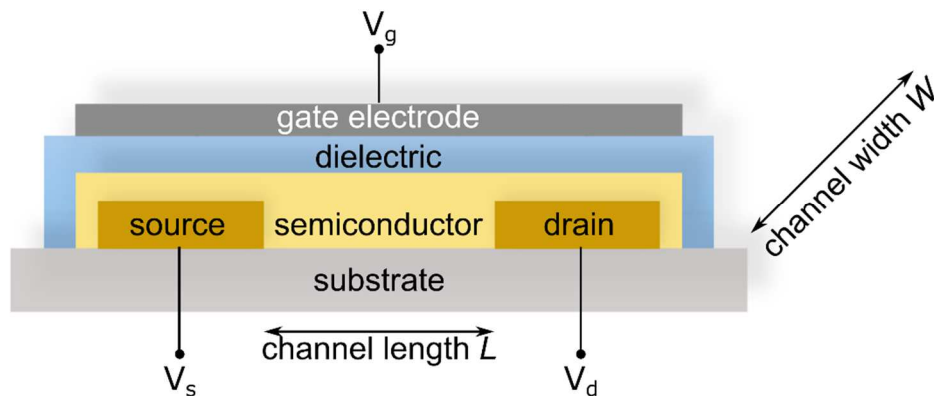 Vg
gate electrode
dielectric
source
semiconductor
drain
substrate
channel length L
channel width W
Vs
Vd